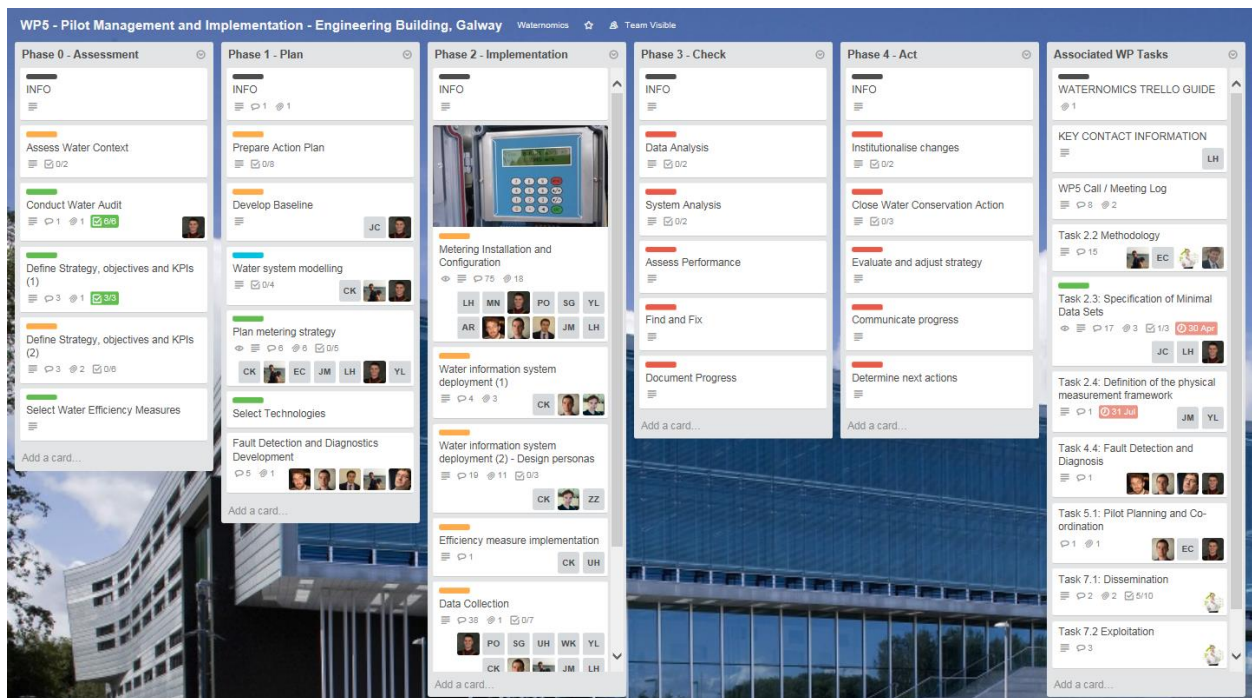 WP5 - Pilot Management and Implementation - Engineering Building, Galway Waternomics Team Visible
Phase 0 - Assessment
INFO
Assess Water Context
0/2
Conduct Water Audit
1 1 6/6
Define Strategy, objectives and KPIs
(1)
3 1 3/3
Define Strategy, objectives and KPIs
(2)
3 2 0/6
Select Water Efficiency Measures
Add a card...
Phase 1 - Plan
INFO
1 1
Prepare Action Plan
0/8
Develop Baseline
JC
Water system modelling
0/4
CK
Plan metering strategy
6 6 0/5
CK EC JM LH YL
Select Technologies
Fault Detection and Diagnostics
Development
5 1
Add a card...
Phase 2 - Implementation
INFO
Metering Installation and
Configuration
75 18
LH MN PO SG YL
AR JM LH
Water information system
deployment (1)
4 3
CK
Water information system
deployment (2) - Design personas
19 11 0/3
CK ZZ
Efficiency measure implementation
1
CK UH
Data Collection
38 1 0/7
PO SG UH WK YL
CK JM LH
Add a card...
Phase 3 - Check
INFO
Data Analysis
0/2
System Analysis
0/2
Assess Performance
Find and Fix
Document Progress
Add a card...
Phase 4 - Act
INFO
Institutionalise changes
0/2
Close Water Conservation Action
0/3
Evaluate and adjust strategy
Communicate progress
Determine next actions
Add a card...
Associated WP Tasks
WATERNOMICS TRELLO GUIDE
1
KEY CONTACT INFORMATION
LH
WP5 Call / Meeting Log
8 2
Task 2.2 Methodology
15
EC
Task 2.3: Specification of Minimal
Data Sets
17 3 1/3 30 Apr
JC LH
Task 2.4: Definition of the physical
measurement framework
1 31 Jul
JM YL
Task 4.4: Fault Detection and
Diagnosis
1
Task 5.1: Pilot Planning and Co-
ordination
1 1
EC
Task 7.1: Dissemination
2 2 5/10
Task 7.2 Exploitation
3
Add a card...